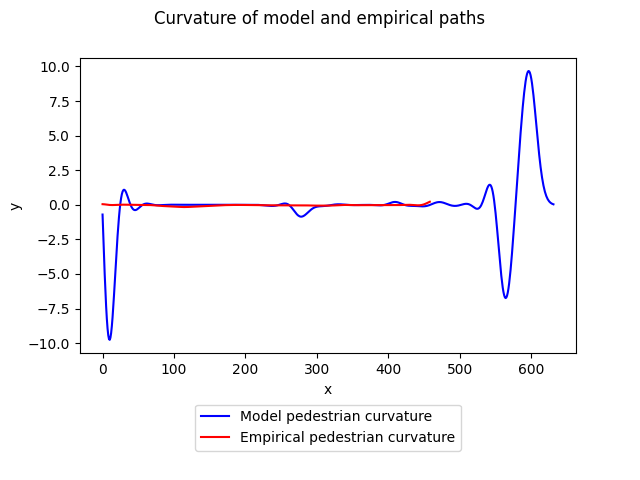 Curvature of model and empirical paths
10.0
7.5
5.0
2.5
0.0
−2.5
−5.0
−7.5
−10.0
y
0 100 200 300 400 500 600
x
Model pedestrian curvature
Empirical pedestrian curvature